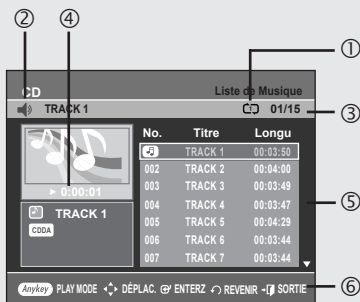 ② ④
①
CD Liste de Musique
TRACK 1 01/15
③
No. Titre Longu
TRACK 1 00:03:50
002 TRACK 2 00:04:00
003 TRACK 3 00:03:49
004 TRACK 4 00:03:47
005 TRACK 5 00:04:29
006 TRACK 6 00:03:44
007 TRACK 7 00:03:44
0:00:01
TRACK 1
CDDA
⑤
Anykey PLAY MODE DÉPLAC. ENTERZ REVENIR SORTIE
⑥